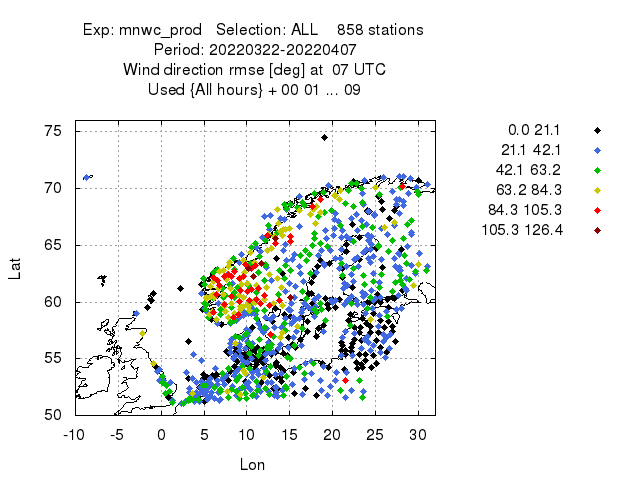 Exp: mnwc_prod Selection: ALL 858 stations
Period: 20220322-20220407
Wind direction rmse [deg] at 07 UTC
Used {All hours} + 00 01 ... 09
75
70
65
60
55
50
Lat
-10 -5 0 5 10 15 20 25 30
Lon
0.0 21.1
21.1 42.1
42.1 63.2
63.2 84.3
84.3 105.3
105.3 126.4